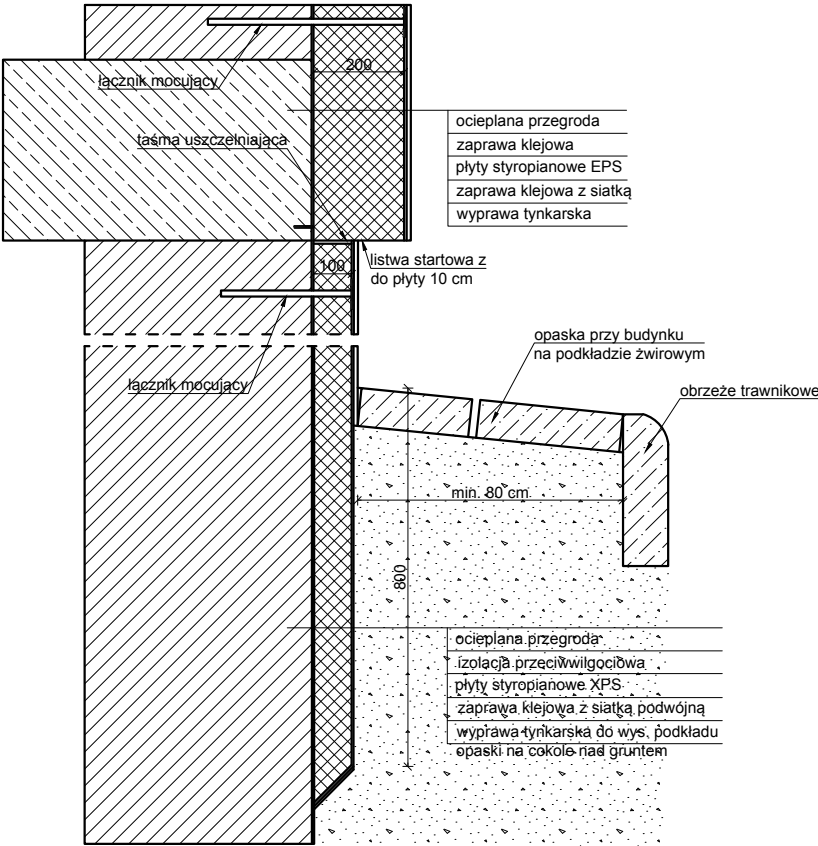 200
łącznik mocujący
taśma uszczelniająca
ocieplana przegroda
zaprawa klejowa
płyty styropianowe EPS
zaprawa klejowa z siatką
wyprawa tynkarska
100
listwa startowa z
do płyty 10 cm
opaska przy budynku
na podkładzie żwirowym
łącznik mocujący
obrzeże trawnikowe
min. 80 cm
800
ocieplana przegroda
izolacja przeciwwilgociowa
płyty styropianowe XPS
zaprawa klejowa z siatką podwójną
wyprawa tynkarska do wys. podkładu
opaski na cokole nad gruntem